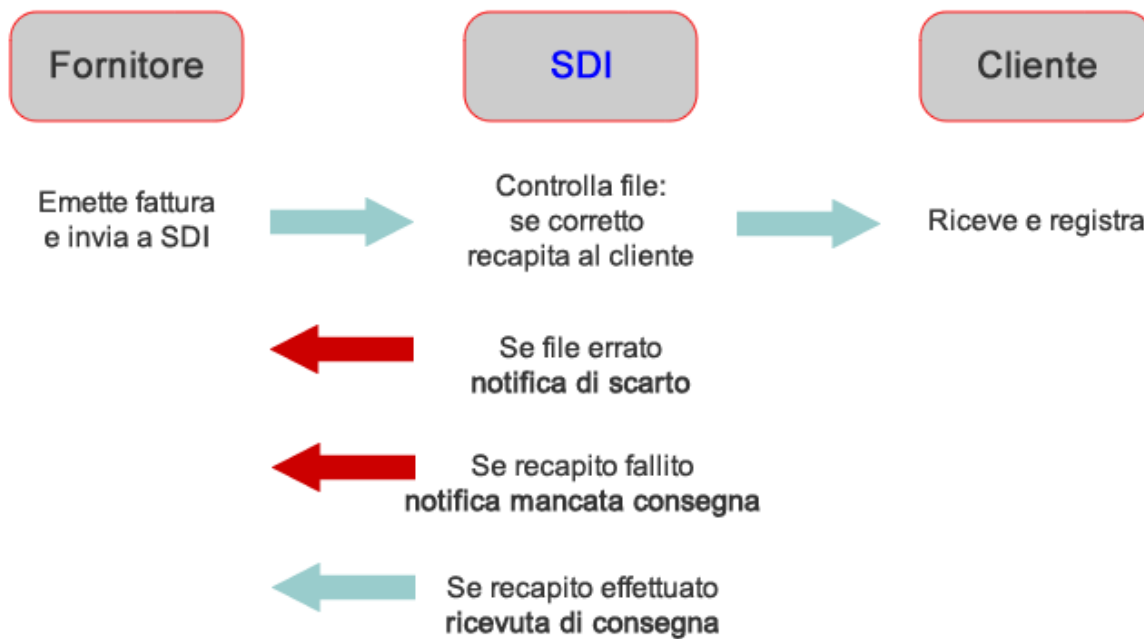 Fornitore
SDI
Cliente
Emette fattura
e invia a SDI
Controlla file:
se corretto
recapita al cliente
Riceve e registra
Se file errato
notifica di scarto
Se recapito fallito
notifica mancata consegna
Se recapito effettuato
ricevuta di consegna